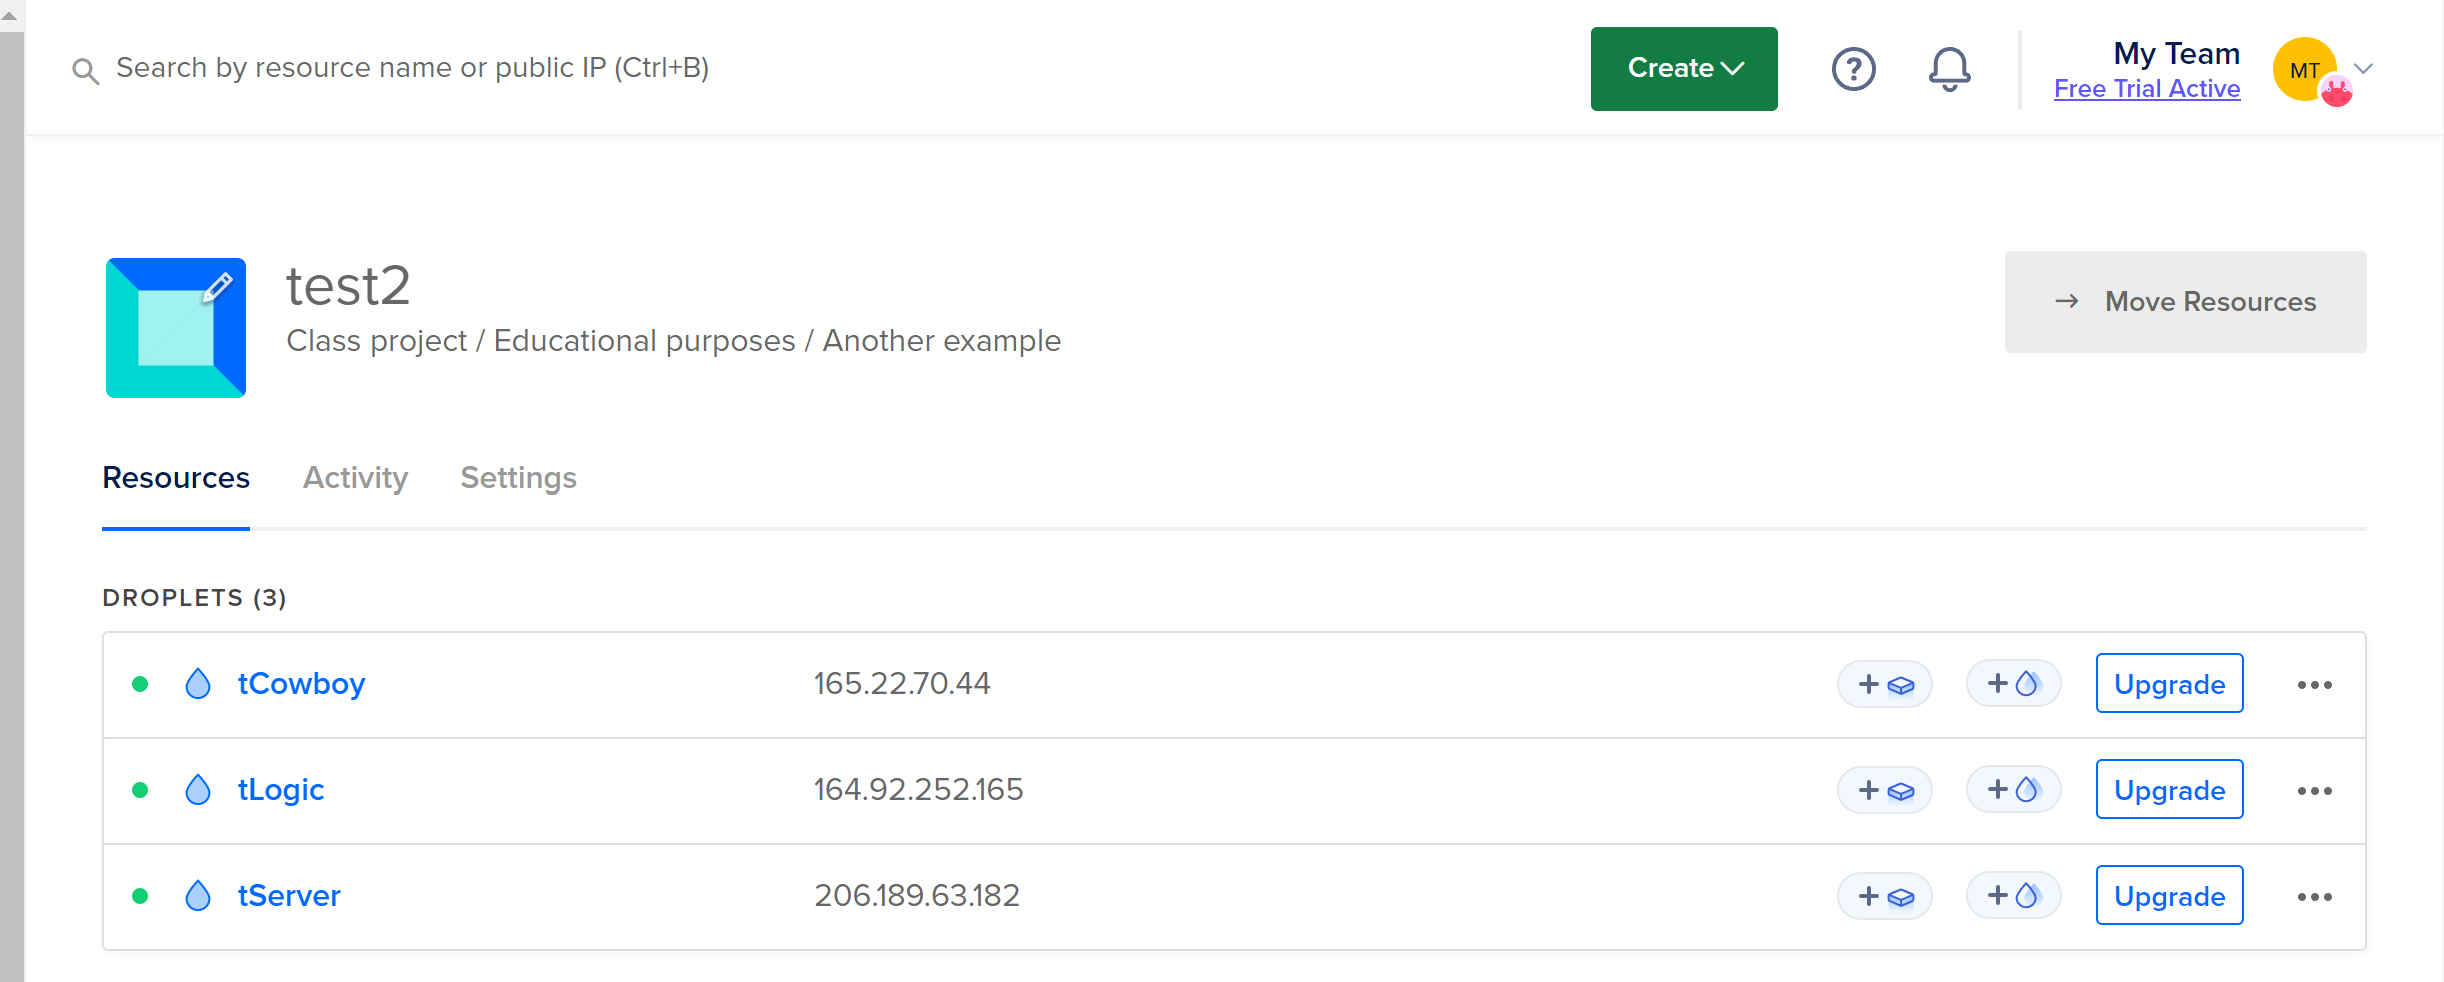 Search by resource name or public IP (Ctrl+B)
Create
?
My Team
Free Trial Active
MT
test2
Class project / Educational purposes / Another example
→ Move Resources
Resources Activity Settings
DROPLETS (3)
tCowboy 165.22.70.44 + + Upgrade ...
tLogic 164.92.252.165 + + Upgrade ...
tServer 206.189.63.182 + + Upgrade ...